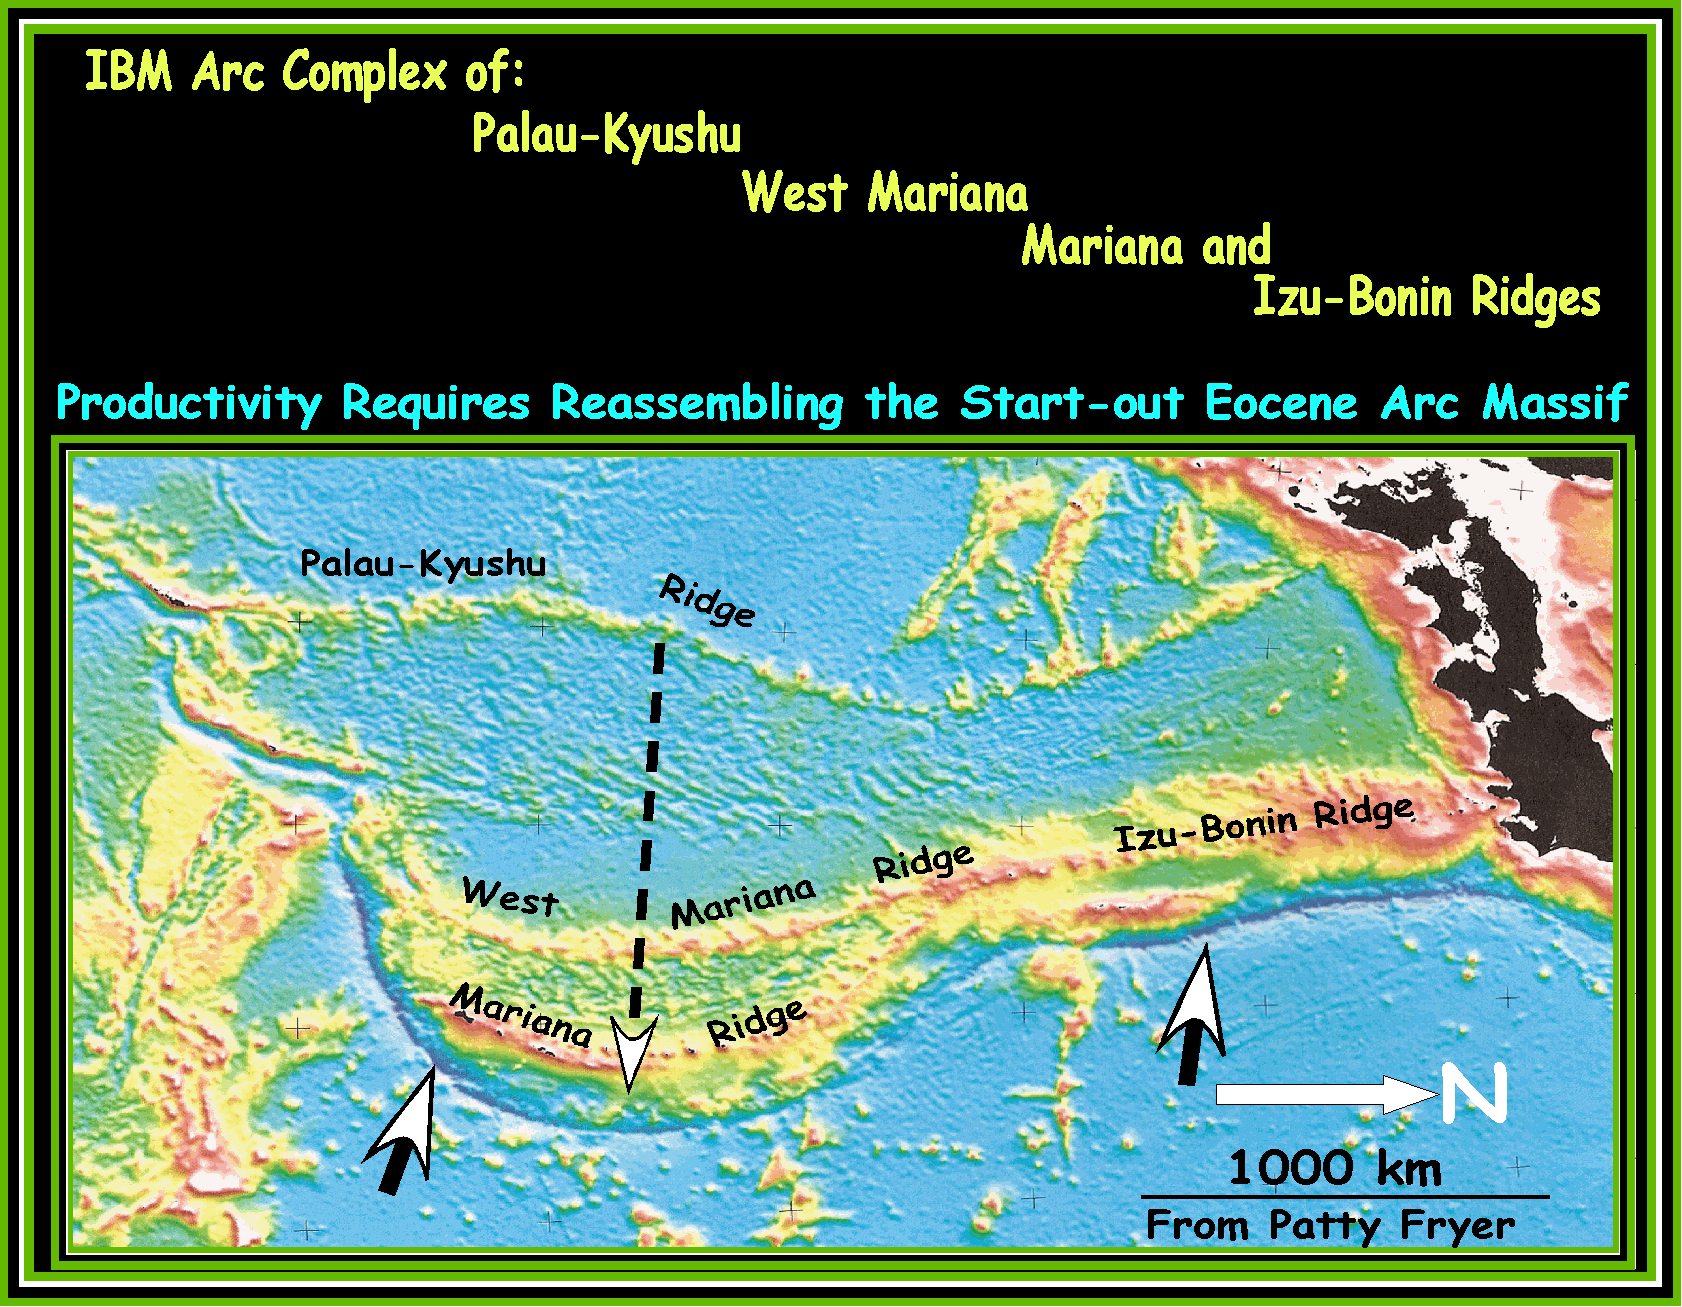 IBM Arc Complex of:
Palau-Kyushu
West Mariana
Mariana and
Izu-Bonin Ridges
Productivity Requires Reassembling the Start-out Eocene Arc Massif
Palau-Kyushu Ridge
Izu-Bonin Ridge
West Mariana Ridge
Mariana Ridge
N
1000 km
From Patty Fryer